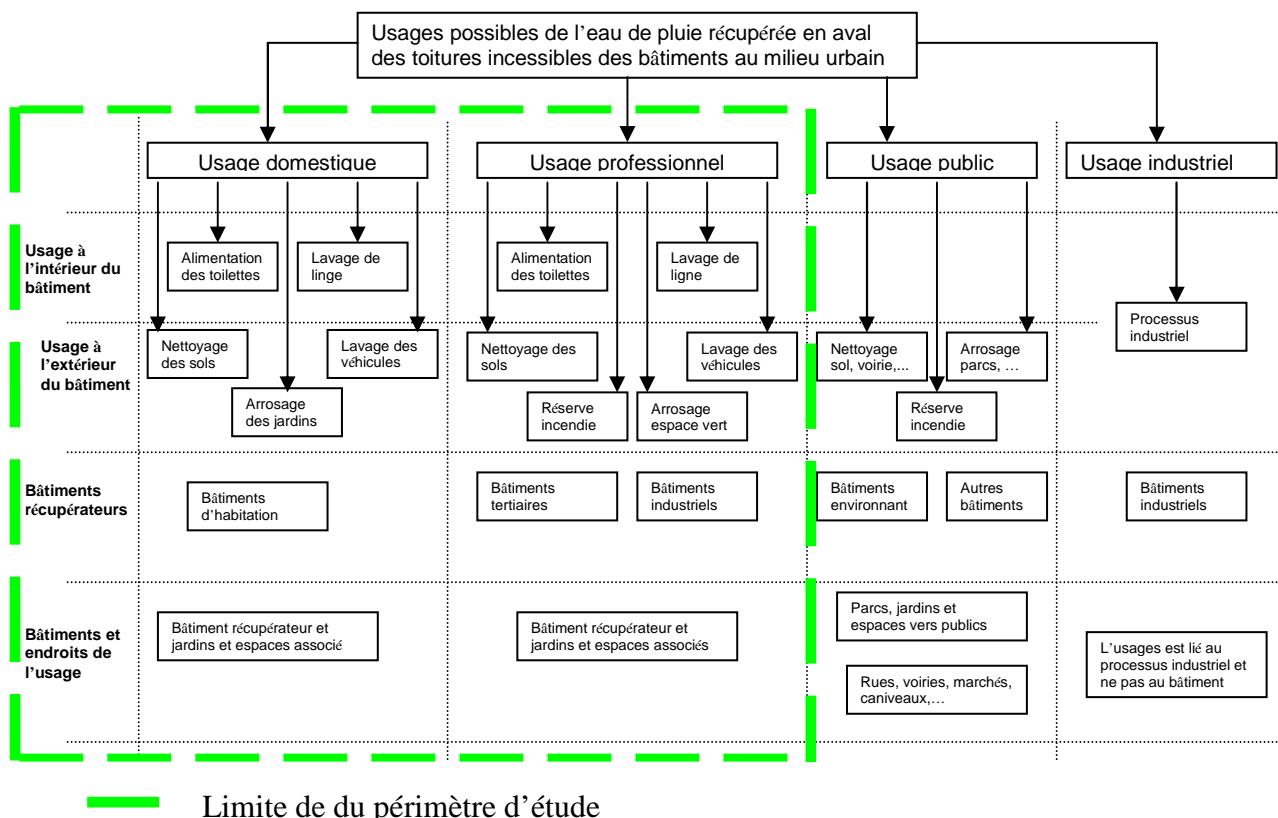 Usages possibles de l'eau de pluie récupérée en aval
des toitures incessibles des bâtiments au milieu urbain
Usage domestique
Usage professionnel
Usage public
Usage industriel
Usage à
l'intérieur du
bâtiment
Alimentation
des toilettes
Lavage de
linge
Alimentation
des toilettes
Lavage de
ligne
Processus
industriel
Usage à
l'extérieur
du bâtiment
Nettoyage
des sols
Lavage des
véhicules
Arrosage
des jardins
Nettoyage des
sols
Lavage des
véhicules
Réserve
incendie
Arrosage
espace vert
Nettoyage
sol, voirie,...
Arrosage
parcs, …
Réserve
incendie
Bâtiments
récupérateurs
Bâtiments
d'habitation
Bâtiments
tertiaires
Bâtiments
industriels
Bâtiments
environnant
Autres
bâtiments
Bâtiments
industriels
Bâtiments et
endroits de
l'usage
Bâtiment récupérateur et
jardins et espaces associé
Bâtiment récupérateur et
jardins et espaces associés
Parcs, jardins et
espaces vers publics
Rues, voiries, marchés,
caniveaux,…
L'usages est lié au
processus industriel et
ne pas au bâtiment
Limite de du périmètre d'étude